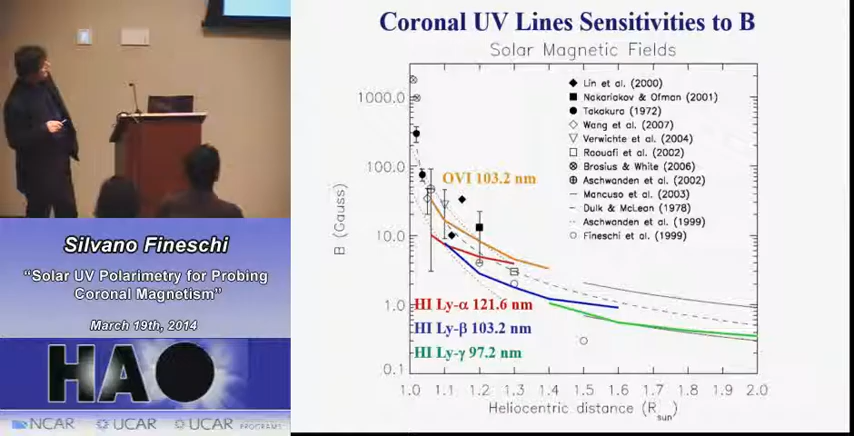 Coronal UV Lines Sensitivities to B
Solar Magnetic Fields
Lin et al. (2000)
Nakariakov & Ofman (2001)
Takakura (1972)
Wang et al. (2007)
Verwichte et al. (2004)
Raouafi et al. (2002)
Brosius & White (2006)
Aschwanden et al. (2002)
Mancuso et al. (2003)
Dulk & McLean (1978)
Aschwanden et al. (1999)
Fineschi et al. (1999)
1000.0
100.0
10.0
1.0
0.1
B (Gauss)
OVI 103.2 nm
HI Ly-α 121.6 nm
HI Ly-β 103.2 nm
HI Ly-γ 97.2 nm
1.0 1.1 1.2 1.3 1.4 1.5 1.6 1.7 1.8 1.9 2.0
Heliocentric distance (Rsun)
Silvano Fineschi
“Solar UV Polarimetry for Probing
Coronal Magnetism”
March 19th, 2014
HAO
NCAR UCAR UCAR PROGRAMS